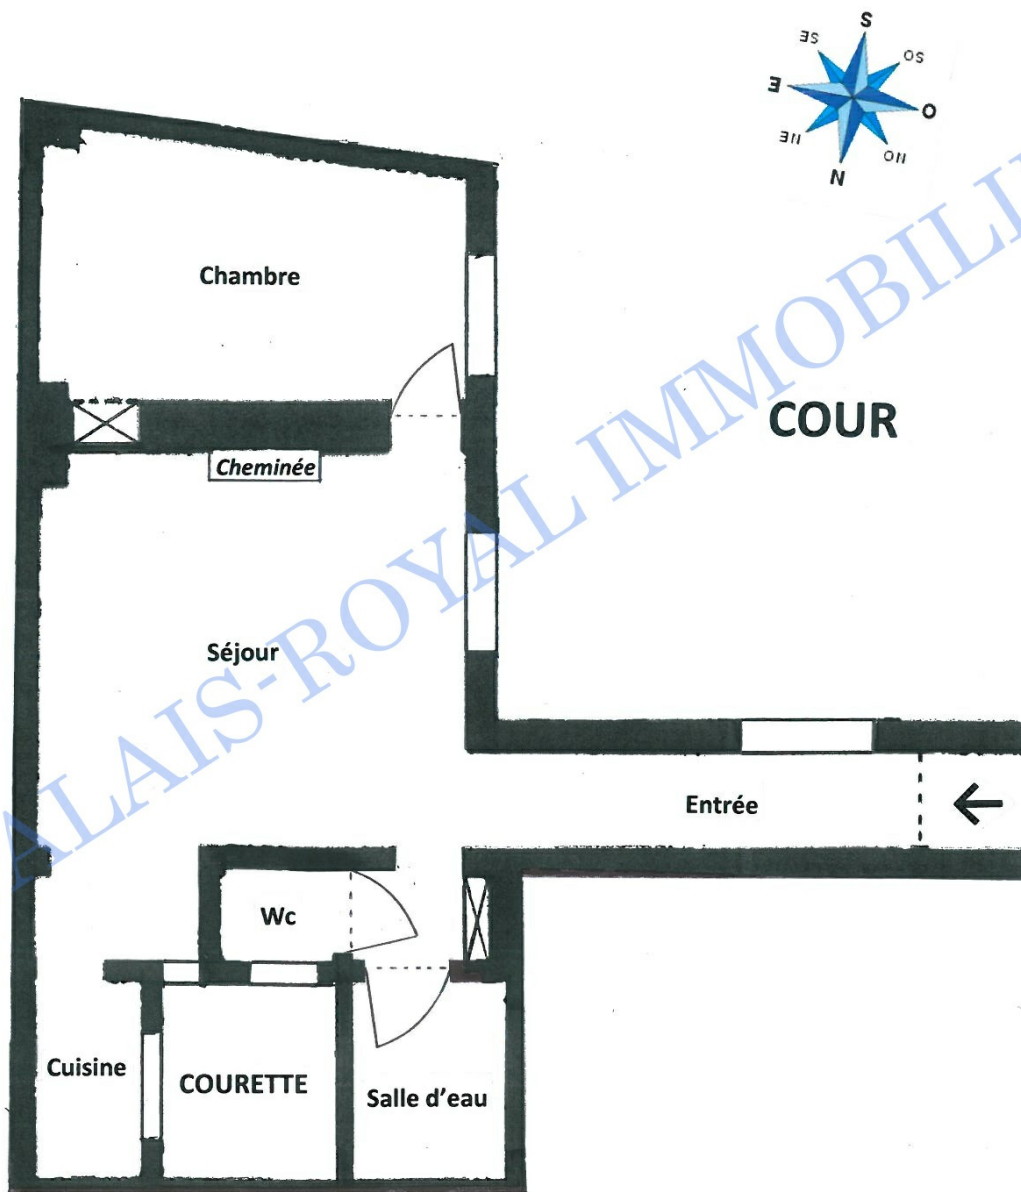 S
SE
SO
E
O
NE
NO
N
Chambre
COUR
Cheminée
Séjour
Entrée
Wc
Cuisine
COURETTE
Salle d'eau
ALAIS-ROYAL IMMOBILI